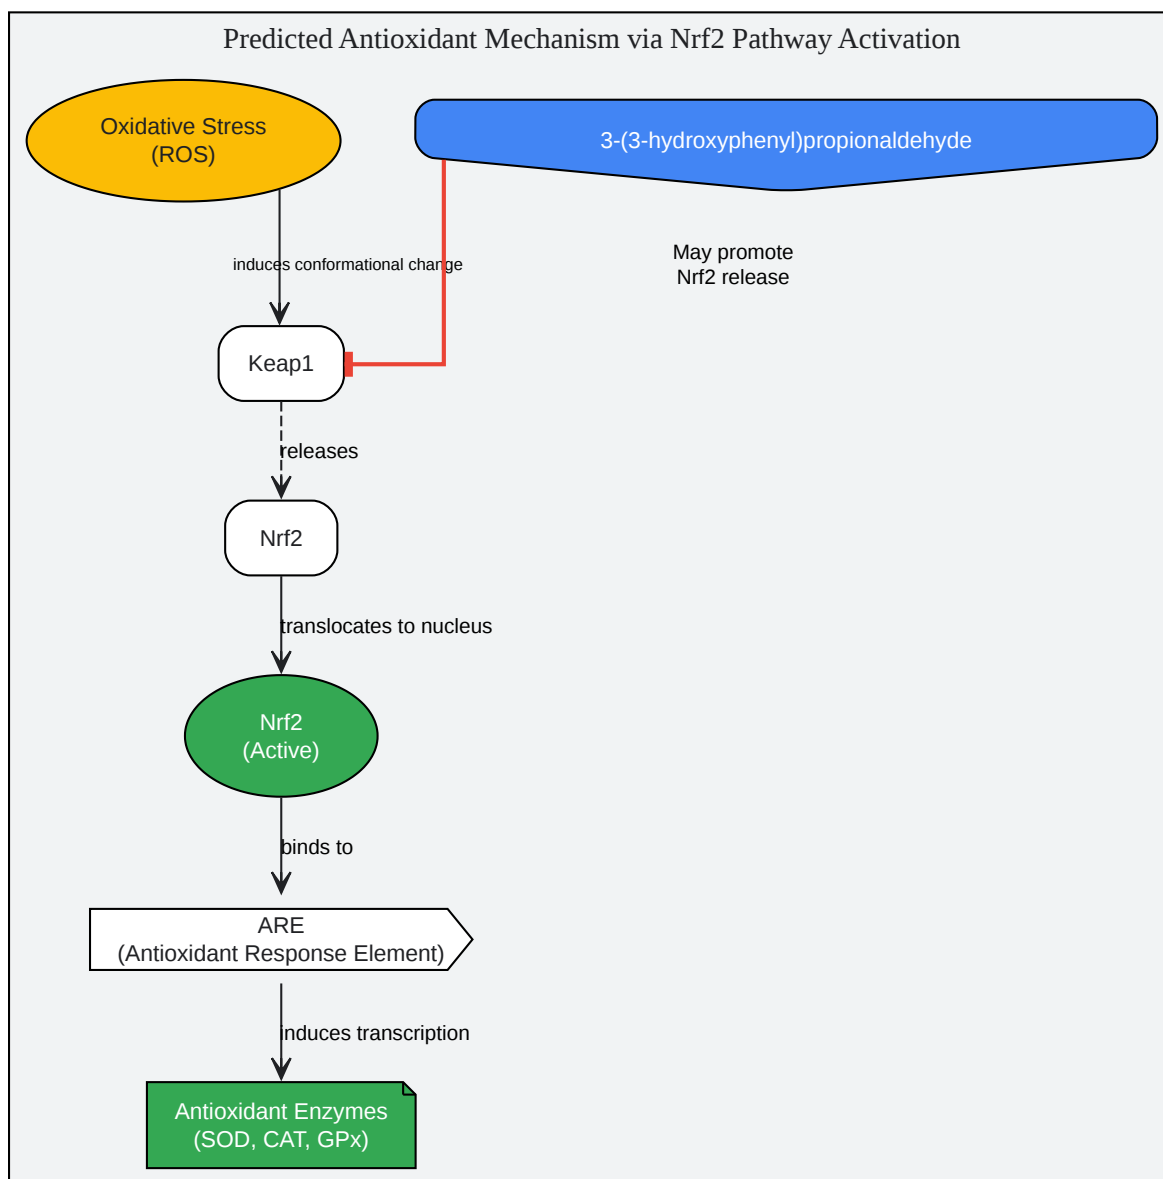 Predicted Antioxidant Mechanism via Nrf2 Pathway Activation
Oxidative Stress
(ROS)
3-(3-hydroxyphenyl)propionaldehyde
induces conformational change
May promote
Nrf2 release
Keap1
releases
Nrf2
translocates to nucleus
Nrf2
(Active)
binds to
ARE
(Antioxidant Response Element)
induces transcription
Antioxidant Enzymes
(SOD, CAT, GPx)